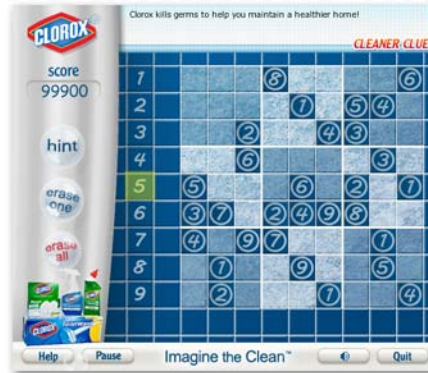 Clorox kills germs to help you maintain a healthier home!
CLOROX
CLEANER CLUE
score
99900
hint
erase one
erase all
1 8 6
2 1 5 4
3 2 4 3
4 6 3
5 5 6 2 1
6 3 7 2 4 9 8
7 4 9 7 1
8 1 9 5
9 2 1 4
Help
Pause
Imagine the Clean™
Quit